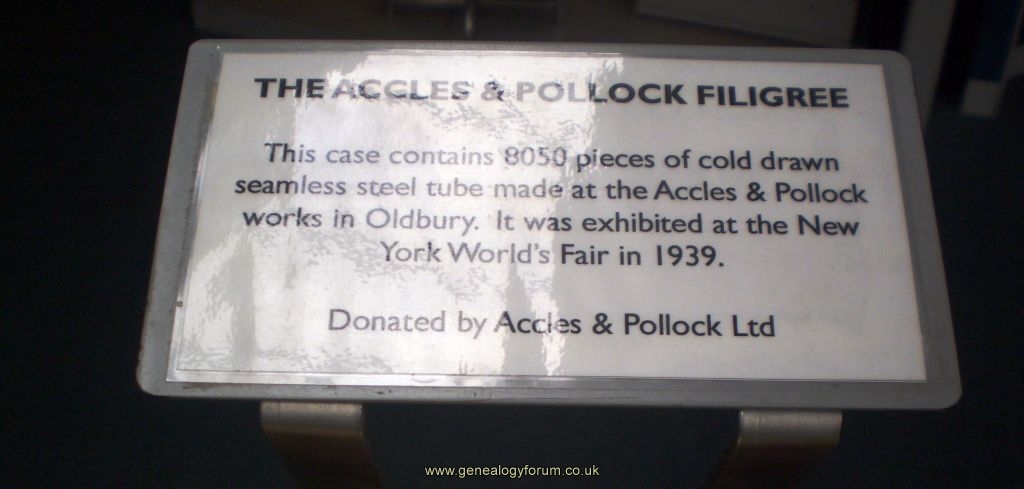 THE ACCLES & POLLOCK FILIGREE
This case contains 8050 pieces of cold drawn
seamless steel tube made at the Accles & Pollock
works in Oldbury. It was exhibited at the New
York World's Fair in 1939.
Donated by Accles & Pollock Ltd
www.genealogyforum.co.uk